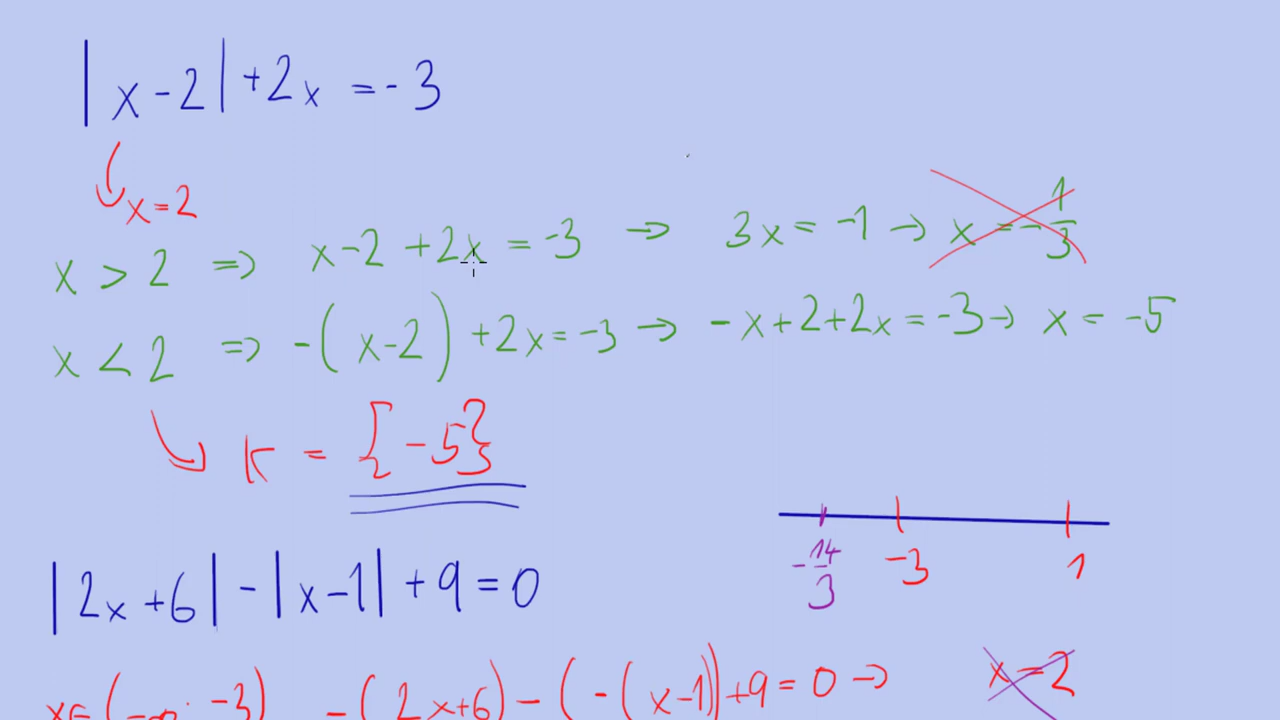 |x-2|+2x=-3
x=2
x>2 => x-2+2x=-3 → 3x=-1 → x=-1/3
x<2 => -(x-2)+2x=-3 → -x+2+2x=-3 → x=-5
K={-5}
-14/3 -3 1
|2x+6|-|x-1|+9=0
x∈(-∞;-3) -(2x+6)-(-(x-1))+9=0 → x=2